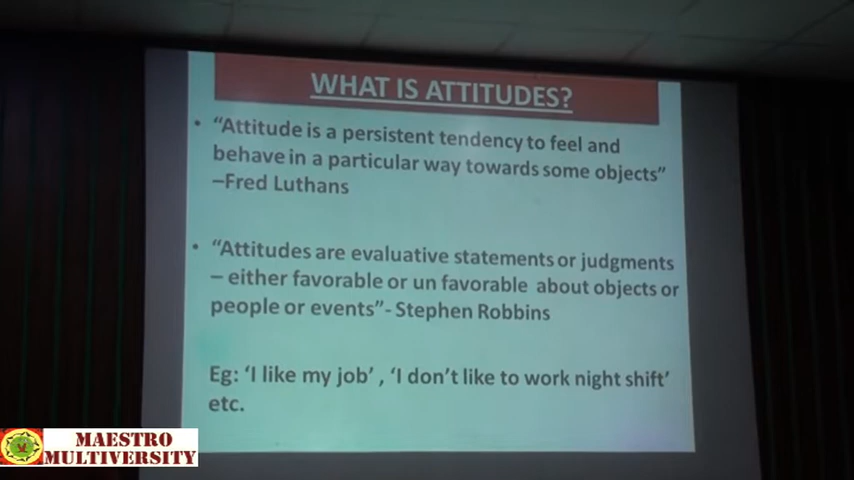 WHAT IS ATTITUDES?
• “Attitude is a persistent tendency to feel and
behave in a particular way towards some objects”
–Fred Luthans
• “Attitudes are evaluative statements or judgments
– either favorable or un favorable about objects or
people or events”- Stephen Robbins
Eg: ‘I like my job’ , ‘I don’t like to work night shift’
etc.
MAESTRO
MULTIVERSITY